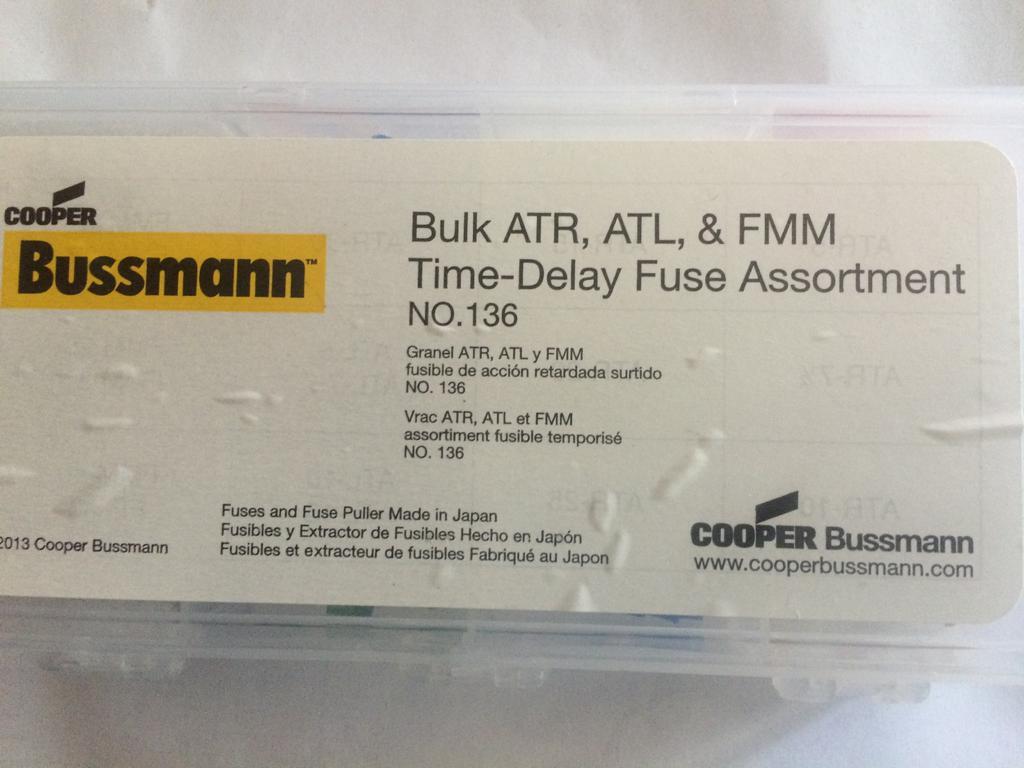 COOPER
Bussmann™
Bulk ATR, ATL, & FMM
Time-Delay Fuse Assortment
NO.136
Granel ATR, ATL y FMM
fusible de acción retardada surtido
NO. 136
Vrac ATR, ATL et FMM
assortiment fusible temporisé
NO. 136
Fuses and Fuse Puller Made in Japan
Fusibles y Extractor de Fusibles Hecho en Japón
Fusibles et extracteur de fusibles Fabriqué au Japon
2013 Cooper Bussmann
COOPER Bussmann
www.cooperbussmann.com